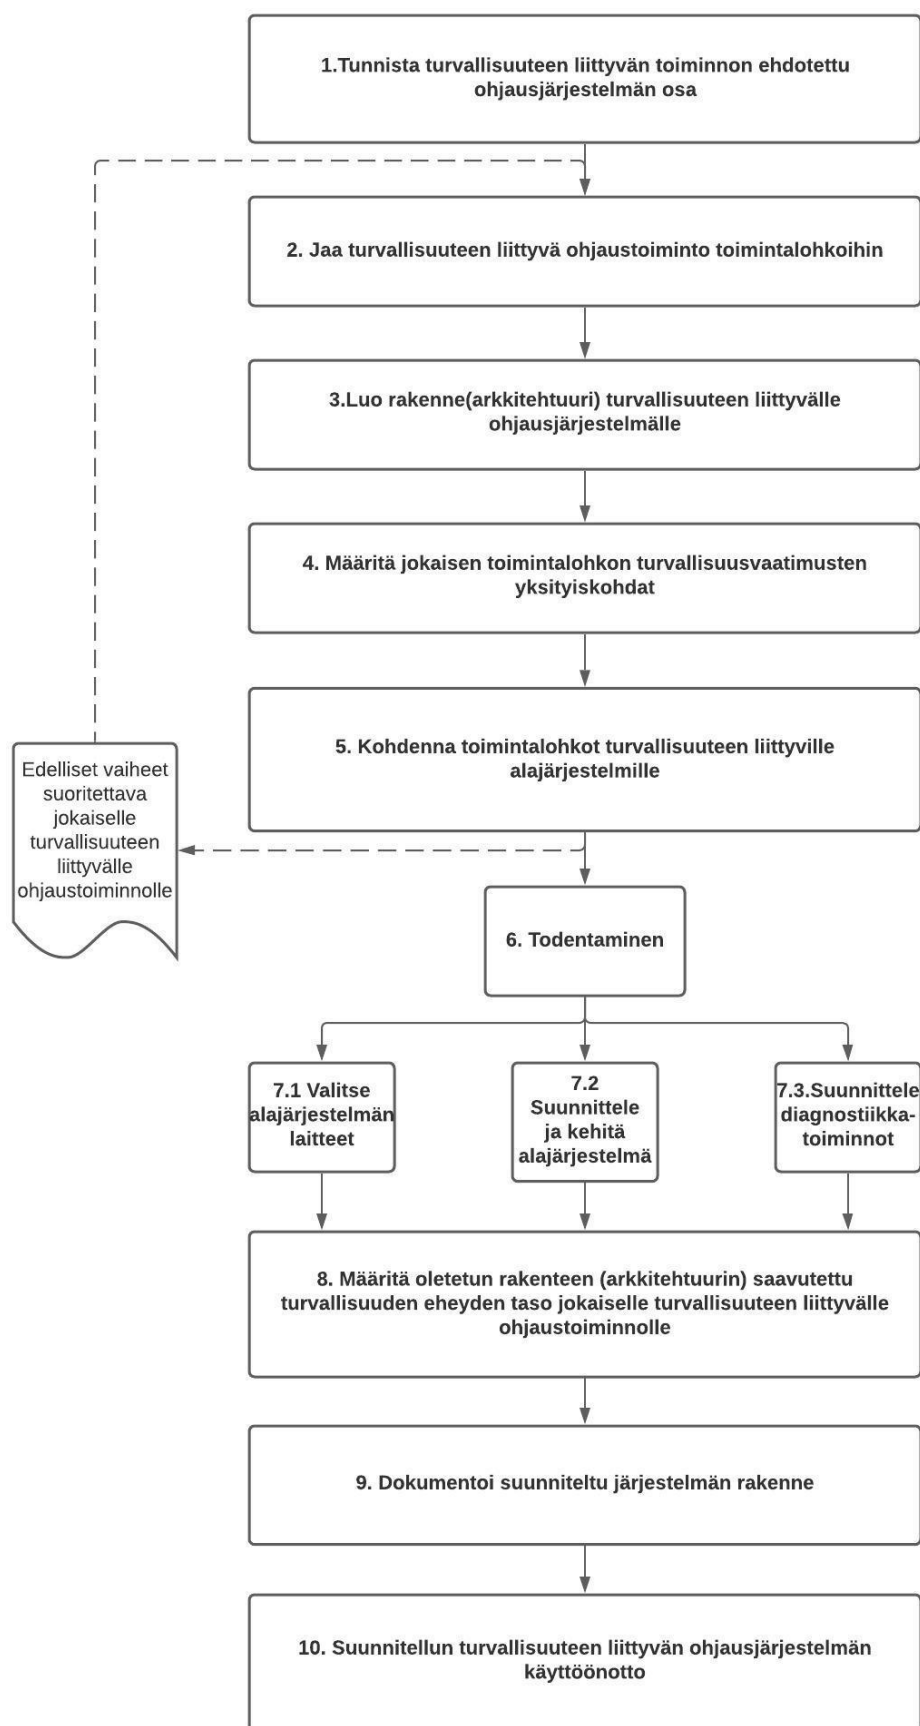 1.Tunnista turvallisuuteen liittyvän toiminnon ehdotettu
ohjausjärjestelmän osa
2. Jaa turvallisuuteen liittyvä ohjaustoiminto toimintalohkoihin
3.Luo rakenne(arkkitehtuuri) turvallisuuteen liittyvälle
ohjausjärjestelmälle
4. Määritä jokaisen toimintalohkon turvallisuusvaatimusten
yksityiskohdat
5. Kohdenna toimintalohkot turvallisuuteen liittyville
alajärjestelmille
Edelliset vaiheet
suoritettava
jokaiselle
turvallisuuteen
liittyvälle
ohjaustoiminnolle
6. Todentaminen
7.1 Valitse
alajärjestelmän
laitteet
7.2
Suunnittele
ja kehitä
alajärjestelmä
7.3.Suunnittele
diagnostiikka-
toiminnot
8. Määritä oletetun rakenteen (arkkitehtuurin) saavutettu
turvallisuuden eheyden taso jokaiselle turvallisuuteen liittyvälle
ohjaustoiminnolle
9. Dokumentoi suunniteltu järjestelmän rakenne
10. Suunnitellun turvallisuuteen liittyvän ohjausjärjestelmän
käyttöönotto